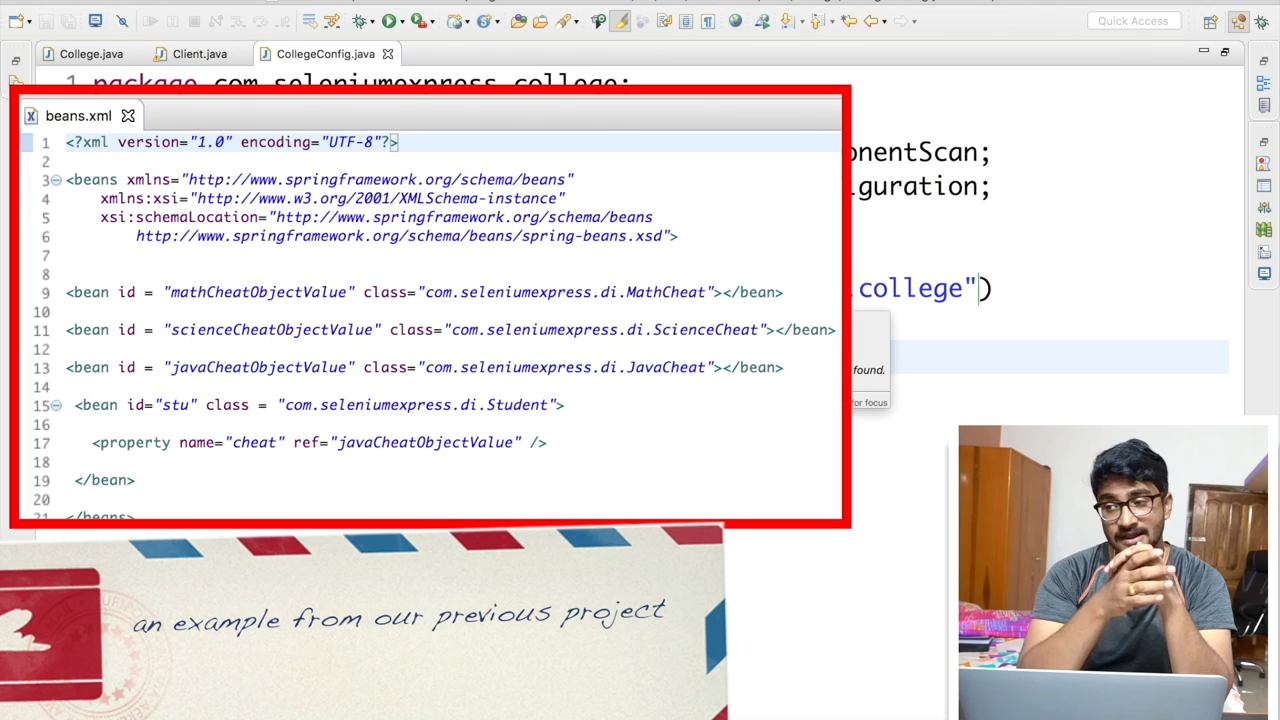 Quick Access
College.java
Client.java
CollegeConfig.java
1 package com.seleniumexpress.college;
onentScan;
iguration;
.college")
found.
for focus
beans.xml
1 <?xml version="1.0" encoding="UTF-8"?>
2
3 <beans xmlns="http://www.springframework.org/schema/beans"
4 xmlns:xsi="http://www.w3.org/2001/XMLSchema-instance"
5 xsi:schemaLocation="http://www.springframework.org/schema/beans
6 http://www.springframework.org/schema/beans/spring-beans.xsd">
7
8
9 <bean id = "mathCheatObjectValue" class="com.seleniumexpress.di.MathCheat"></bean>
10
11 <bean id = "scienceCheatObjectValue" class="com.seleniumexpress.di.ScienceCheat"></bean>
12
13 <bean id = "javaCheatObjectValue" class="com.seleniumexpress.di.JavaCheat"></bean>
14
15 <bean id="stu" class = "com.seleniumexpress.di.Student">
16
17 <property name="cheat" ref="javaCheatObjectValue" />
18
19 </bean>
20
21 </beans>
an example from our previous project